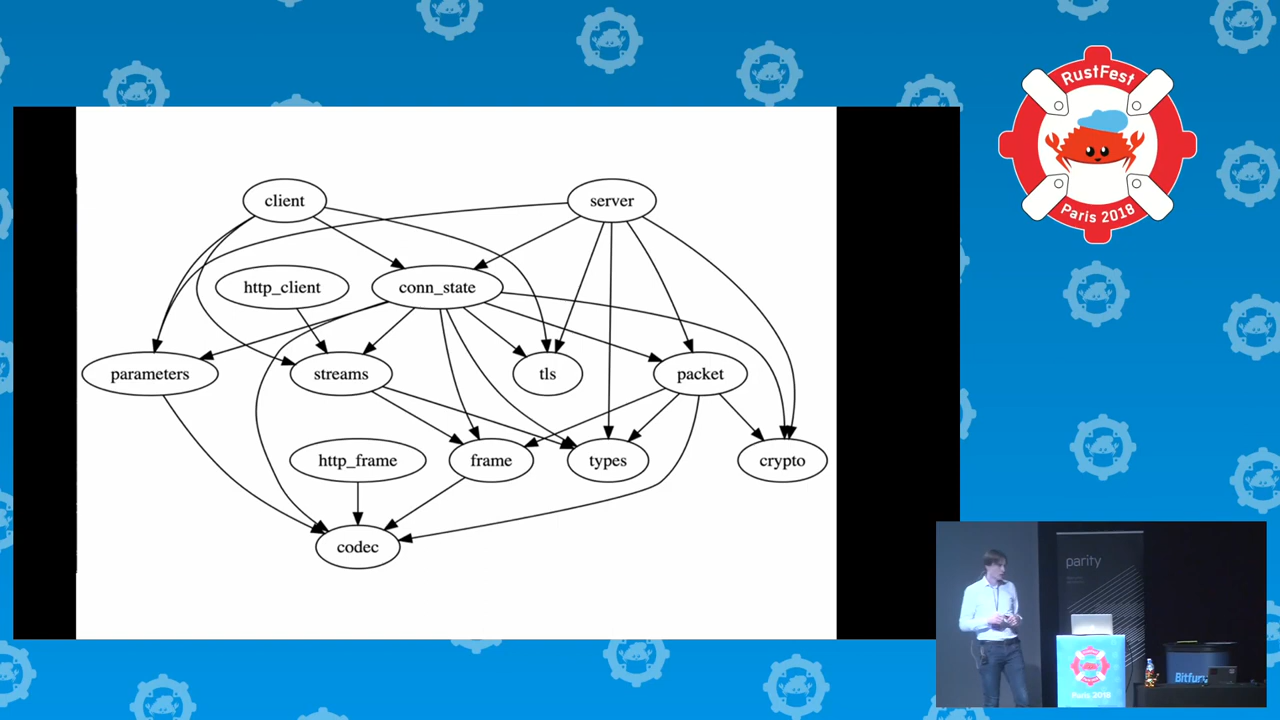 client
server
http_client
conn_state
parameters
streams
tls
packet
http_frame
frame
types
crypto
codec
RustFest
Paris 2018
parity
Paris 2018
Bitfury